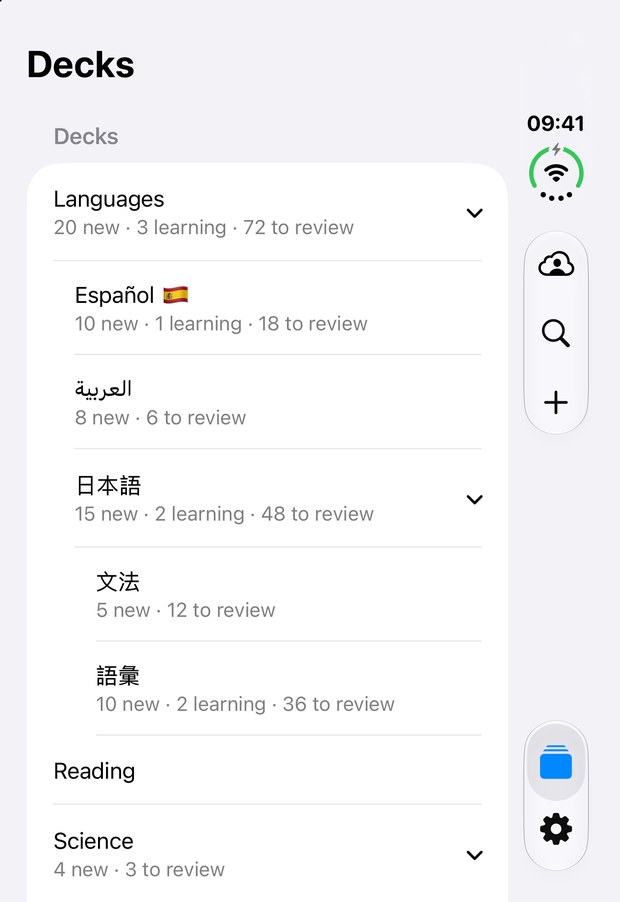 Decks
09:41
Decks
Languages
20 new · 3 learning · 72 to review
Español 🇪🇸
10 new · 1 learning · 18 to review
العربية
8 new · 6 to review
日本語
15 new · 2 learning · 48 to review
文法
5 new · 12 to review
語彙
10 new · 2 learning · 36 to review
Reading
Science
4 new · 3 to review